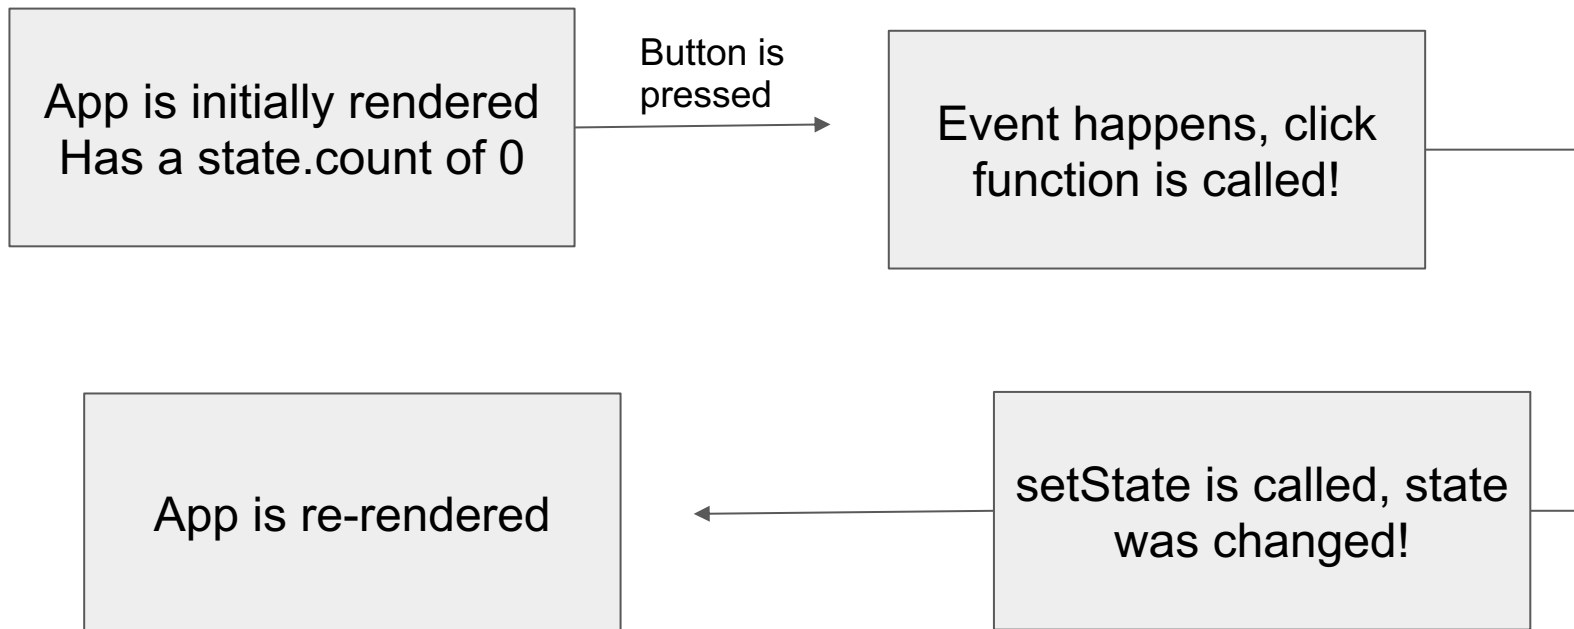 App is initially rendered
Has a state.count of 0
Button is
pressed
Event happens, click
function is called!
setState is called, state
was changed!
App is re-rendered